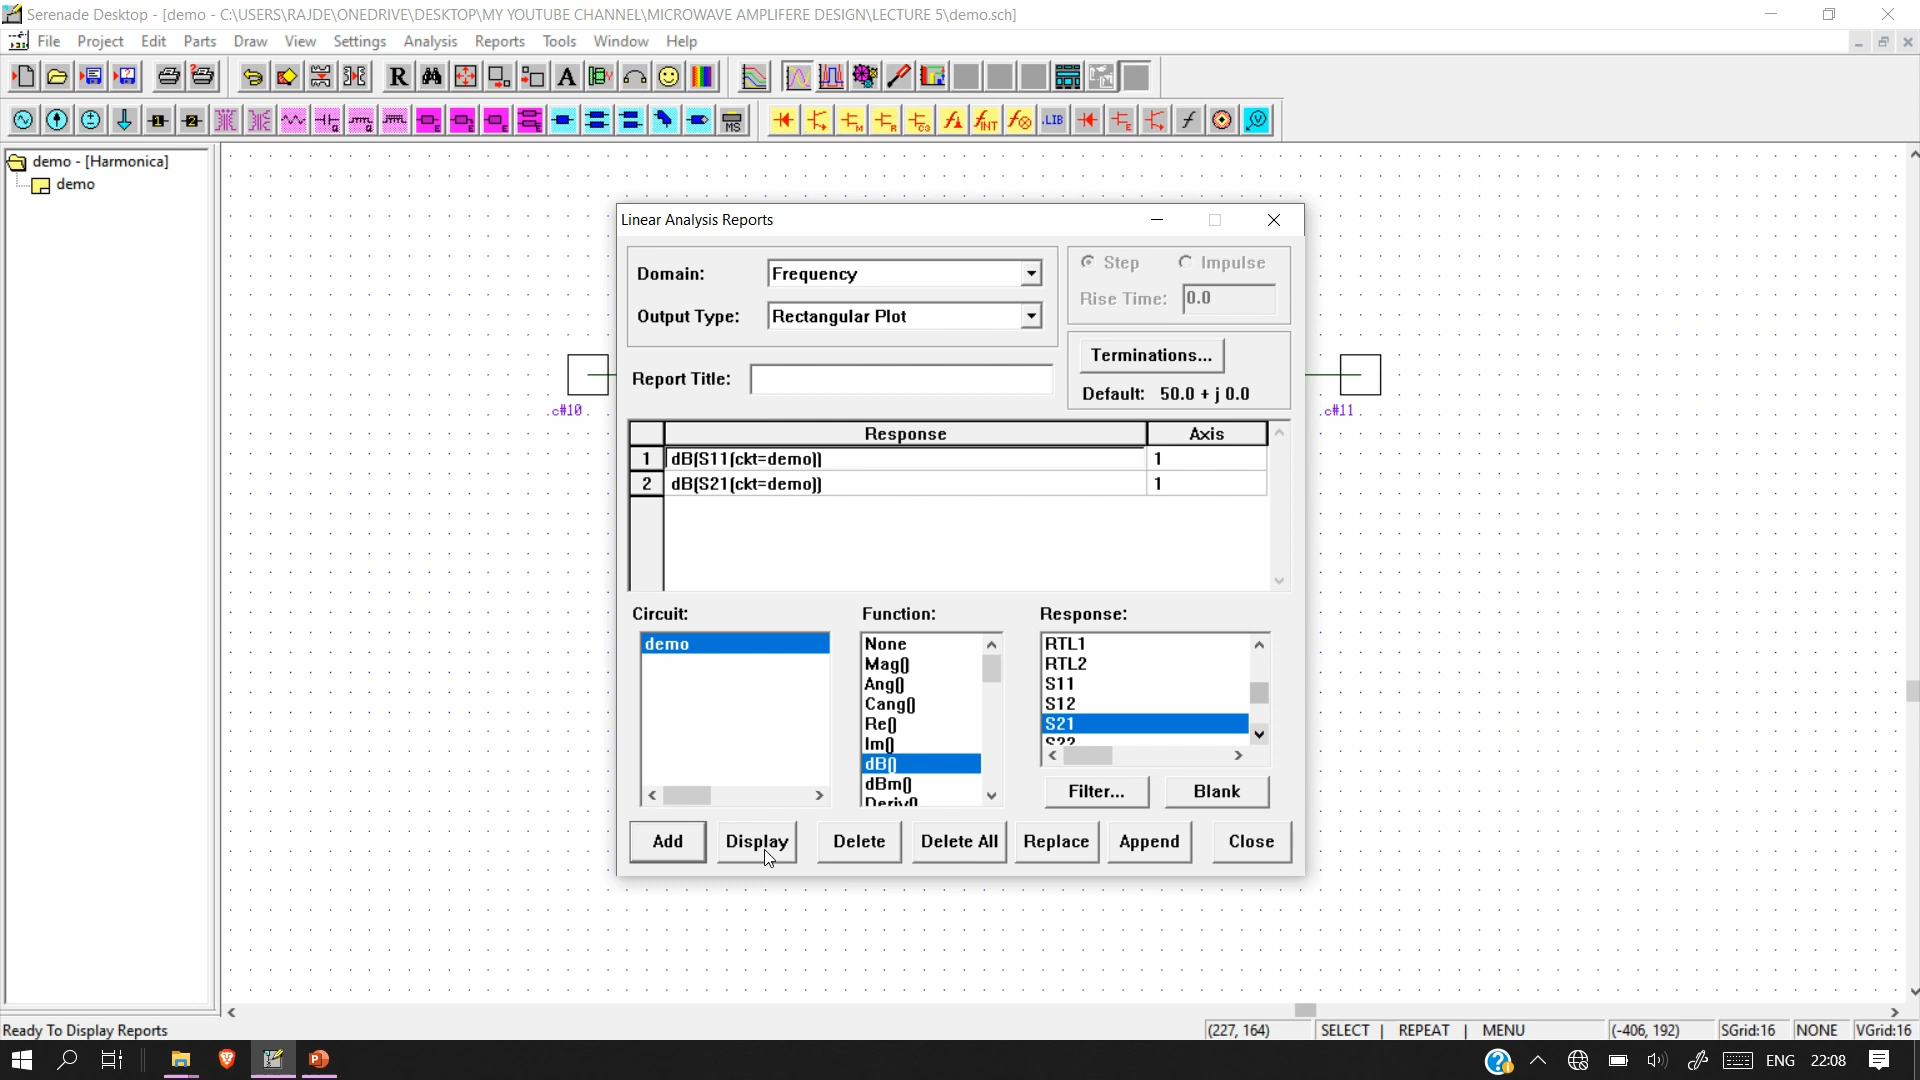 Serenade Desktop - [demo - C:\USERS\RAJDE\ONEDRIVE\DESKTOP\MY YOUTUBE CHANNEL\MICROWAVE AMPLIFERE DESIGN\LECTURE 5\demo.sch]
File Project Edit Parts Draw View Settings Analysis Reports Tools Window Help
R A
1 2 .LIB MS
demo - [Harmonica]
demo
Linear Analysis Reports
Domain: Frequency
Step Impulse
Rise Time: 0.0
Output Type: Rectangular Plot
Terminations...
Report Title:
Default: 50.0 + j 0.0
c#10
c#11
Response Axis
1 dB(S11(ckt=demo)) 1
2 dB(S21(ckt=demo)) 1
Circuit: Function: Response:
demo
None
Mag()
Ang()
Cang()
Re()
Im()
dB()
dBm()
Deriv()
RTL1
RTL2
S11
S12
S21
S22
Filter... Blank
Add Display Delete Delete All Replace Append Close
Ready To Display Reports
(227, 164) SELECT | REPEAT | MENU (-406, 192) SGrid:16 NONE VGrid:16
ENG 22:08